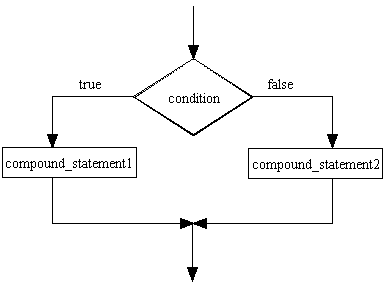 true
false
condition
compound_statement1
compound_statement2